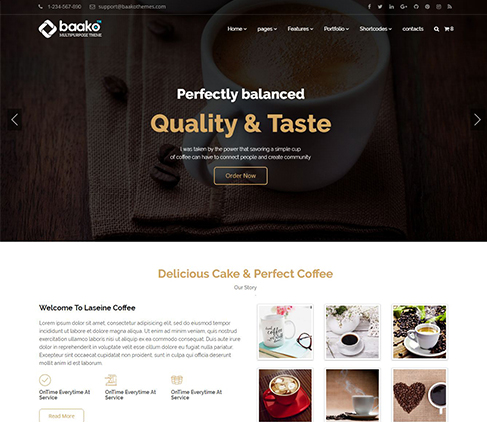 1-234-567-890 support@baakothemes.com
baako
MULTIPURPOSE THEME
Home pages Features Portfolio Shortcodes contacts 0
Perfectly balanced
Quality & Taste
I was taken by the power that savoring a simple cup
of coffee can have to connect people and create community
Order Now
Delicious Cake & Perfect Coffee
Our Story
Welcome To Laseine Coffee
Lorem ipsum dolor sit amet, consectetur adipisicing elit, sed do eiusmod
tempor incididunt ut labore et dolore magna aliqua. Ut enim ad minim veniam, quis nostrud
exercitation ullamco laboris nisi ut aliquip ex ea commodo consequat. Duis aute irure
dolor in reprehenderit in voluptate velit esse cillum dolore eu fugiat nulla pariatur.
Excepteur sint occaecat cupidatat non proident, sunt in culpa qui officia deserunt
mollit anim id est laborum.
OnTime Everytime At
Service
OnTime Everytime At
Service
OnTime Everytime At
Service
Read More